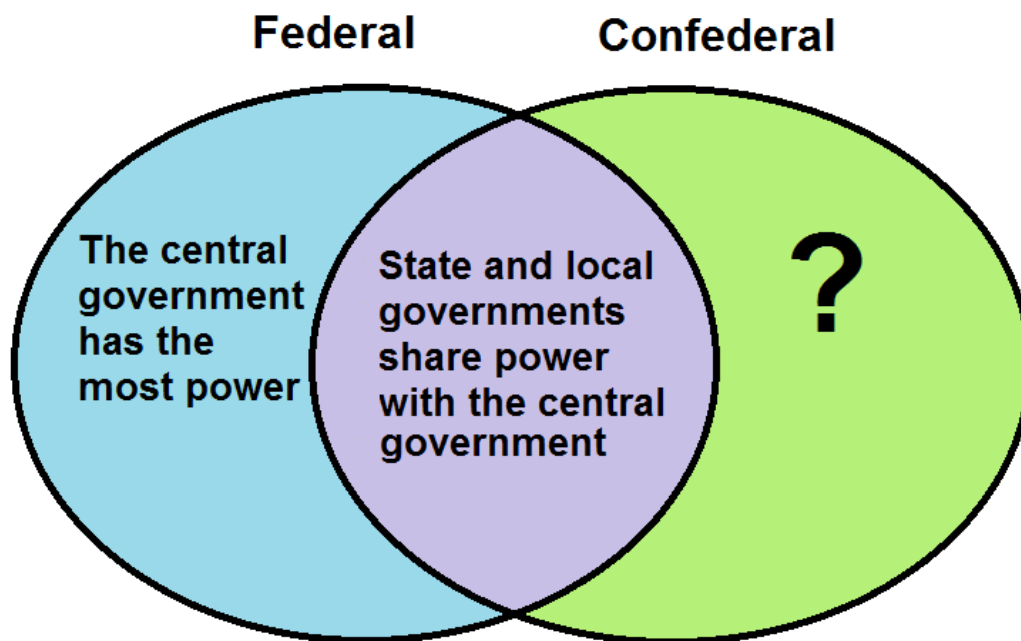 Federal
Confederal
The central
government
has the
most power
State and local
governments
share power
with the central
government
?